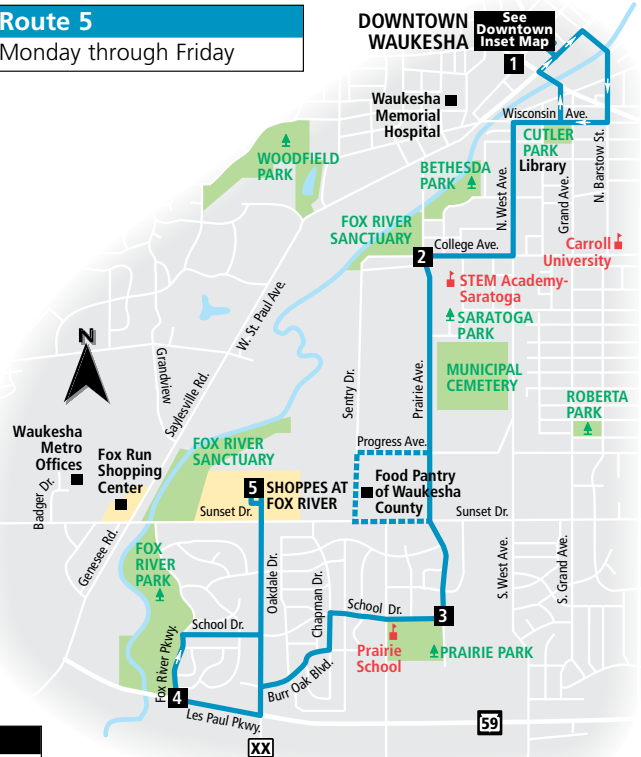 Route 5
Monday through Friday
DOWNTOWN
WAUKESHA
See
Downtown
Inset Map
1
Waukesha
Memorial
Hospital
Wisconsin Ave.
CUTLER
PARK
Library
WOODFIELD
PARK
BETHESDA
PARK
N. West Ave.
Grand Ave.
N. Barstow St.
FOX RIVER
SANCTUARY
College Ave.
2
Carroll
University
STEM Academy-
Saratoga
SARATOGA
PARK
W. St. Paul Ave.
N
Grandview
Saylesville Rd.
Sentry Dr.
Prairie Ave.
MUNICIPAL
CEMETERY
ROBERTA
PARK
Waukesha
Metro
Offices
Fox Run
Shopping
Center
FOX RIVER
SANCTUARY
Progress Ave.
Badger Dr.
5
SHOPPES AT
FOX RIVER
Food Pantry
of Waukesha
County
Sunset Dr.
Sunset Dr.
Genesee Rd.
FOX
RIVER
PARK
Oakdale Dr.
Chapman Dr.
S. West Ave.
S. Grand Ave.
School Dr.
3
School Dr.
Prairie
School
PRAIRIE PARK
Fox River Pkwy.
4
Burr Oak Blvd.
Les Paul Pkwy.
59
XX